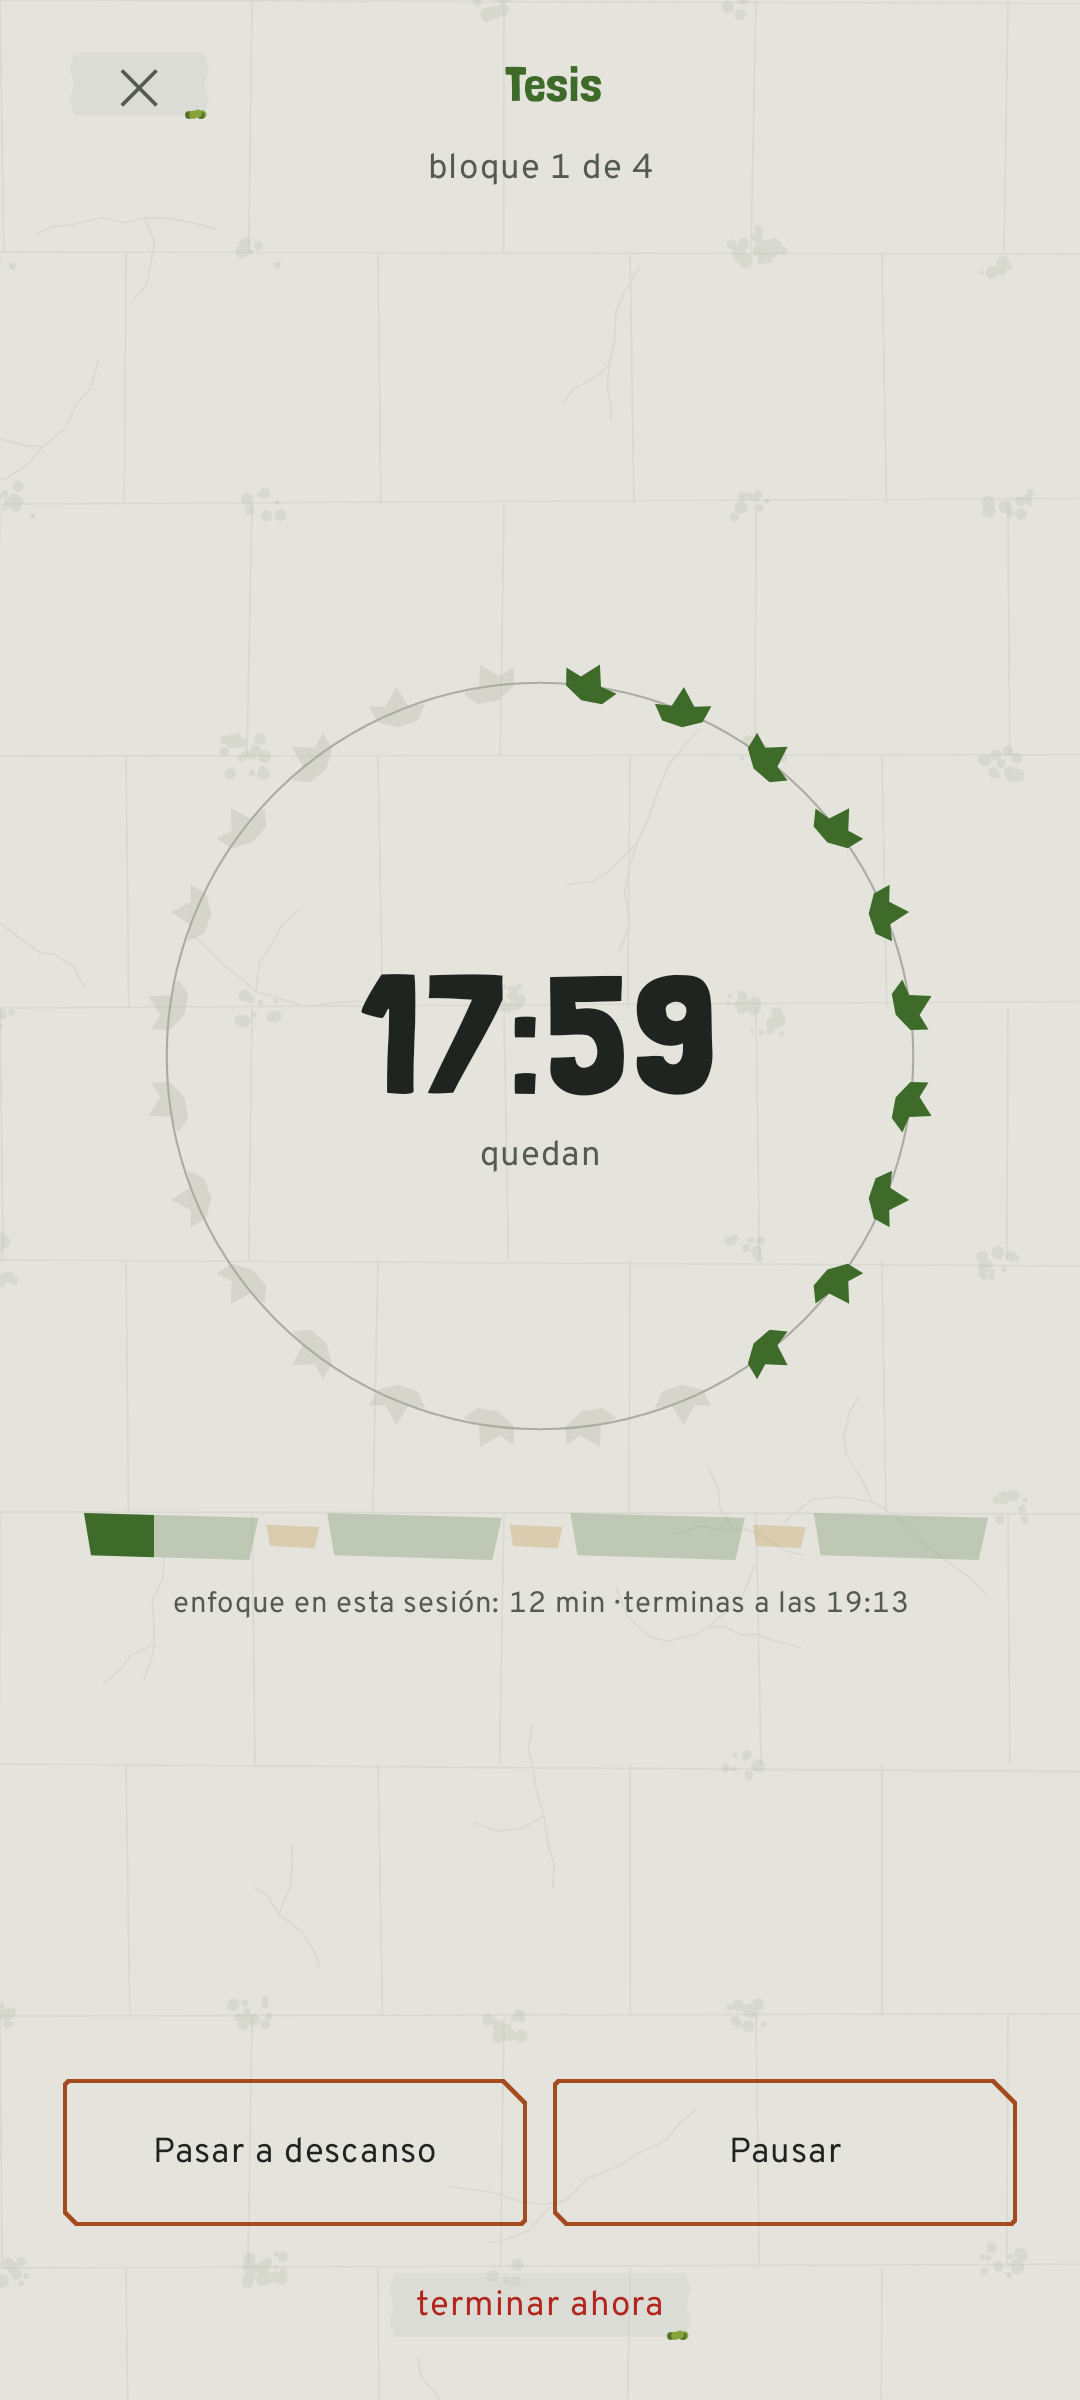 Tesis
bloque 1 de 4
17:59
quedan
enfoque en esta sesión: 12 min ·terminas a las 19:13
Pasar a descanso
Pausar
terminar ahora